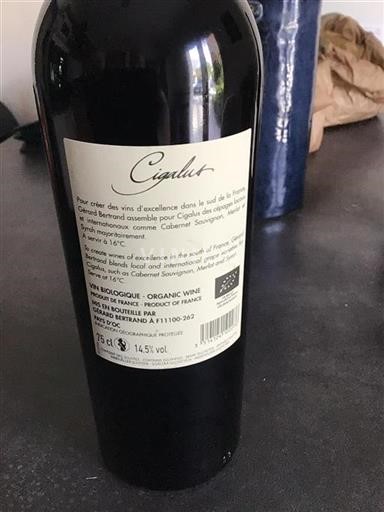 Cigalus
Pour créer des vins d'excellence dans le sud de la France,
Gérard Bertrand assemble pour Cigalus des cépages locaux
et internationaux comme Cabernet Sauvignon, Merlot et
Syrah majoritairement.
A servir à 16°C
To create wines of excellence in the south of France, Gérard
Bertrand blends local and international grape varieties for
Cigalus, such as Cabernet Sauvignon, Merlot and Syrah.
Serve at 16°C
VIN BIOLOGIQUE - ORGANIC WINE
PRODUIT DE FRANCE - PRODUCT OF FRANCE
MIS EN BOUTEILLE PAR
GÉRARD BERTRAND À F11100-262
PAYS D'OC
INDICATION GÉOGRAPHIQUE PROTÉGÉE
75 cl 14.5% vol.